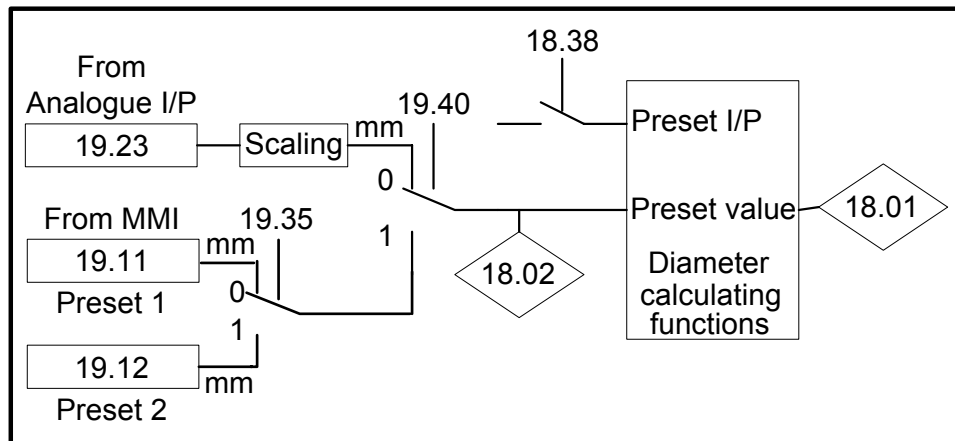 From
Analogue I/P
19.23
Scaling
mm
19.40
0
1
18.38
Preset I/P
Preset value
18.01
18.02
Diameter
calculating
functions
From MMI
19.11
mm
Preset 1
19.35
0
1
19.12
mm
Preset 2